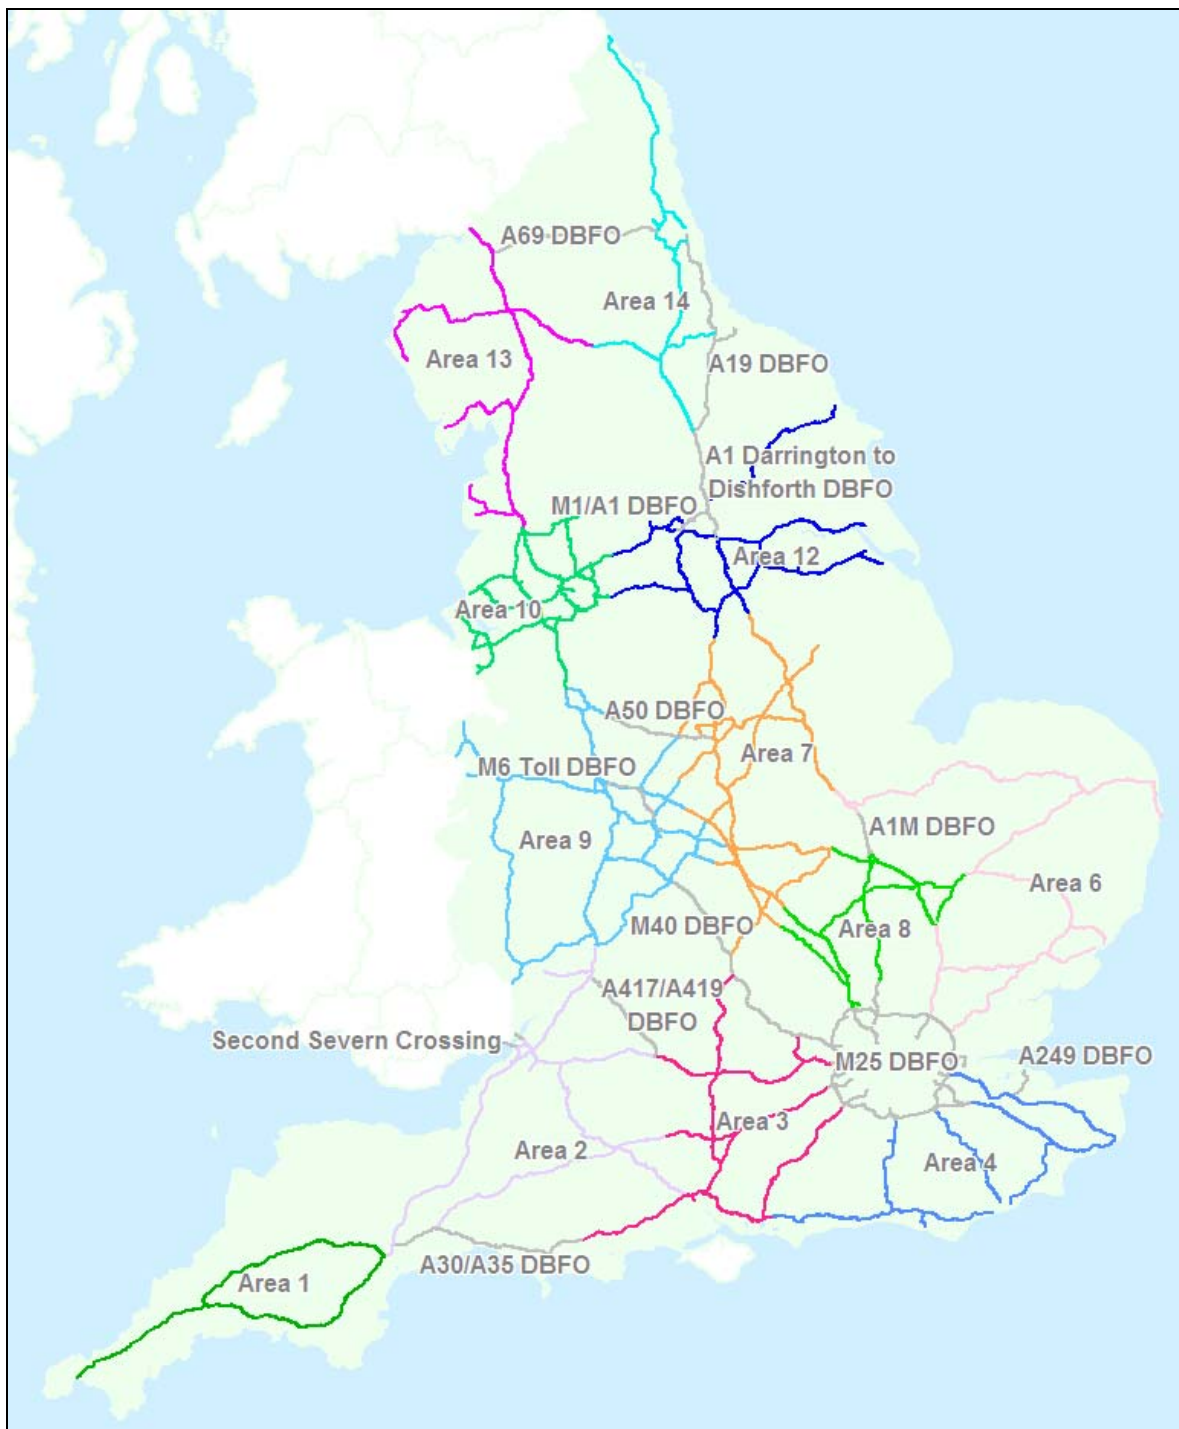 A69 DBFO
Area 14
Area 13
A19 DBFO
A1 Darrington to
Dishforth DBFO
M1/A1 DBFO
Area 12
Area 10
A50 DBFO
Area 7
M6 Toll DBFO
A1M DBFO
Area 9
Area 6
M40 DBFO
Area 8
A417/A419
DBFO
Second Severn Crossing
M25 DBFO
A249 DBFO
Area 3
Area 2
Area 4
A30/A35 DBFO
Area 1